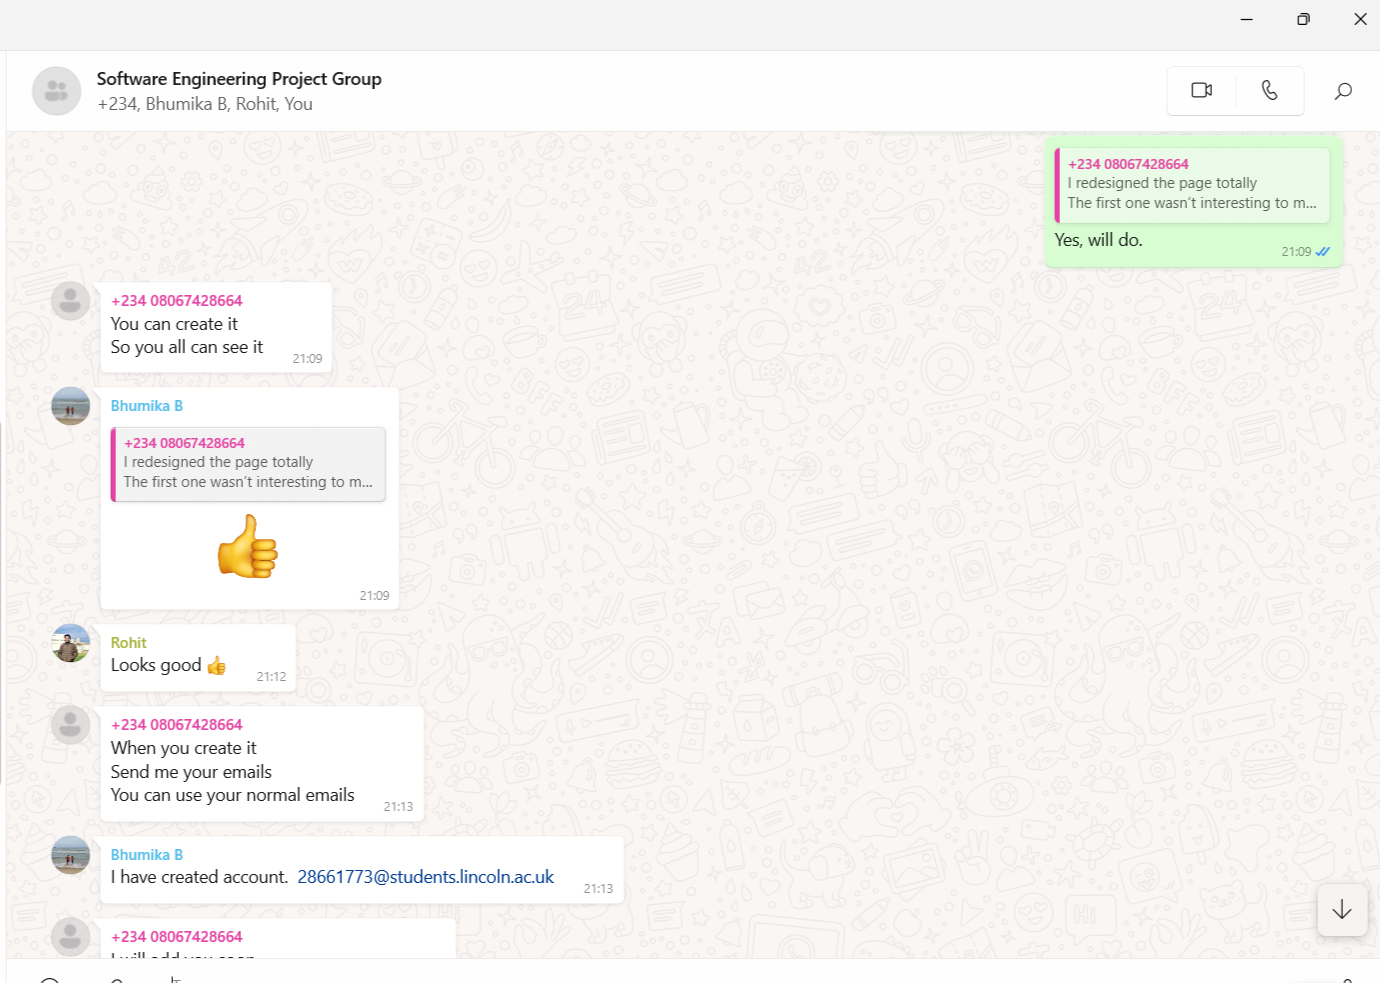 Software Engineering Project Group
+234, Bhumika B, Rohit, You
+234 08067428664
I redesigned the page totally
The first one wasn't interesting to m...
Yes, will do.
21:09
+234 08067428664
You can create it
So you all can see it
21:09
Bhumika B
+234 08067428664
I redesigned the page totally
The first one wasn't interesting to m...
21:09
Rohit
Looks good 👍
21:12
+234 08067428664
When you create it
Send me your emails
You can use your normal emails
21:13
Bhumika B
I have created account. 28661773@students.lincoln.ac.uk
21:13
+234 08067428664
I will add you soon